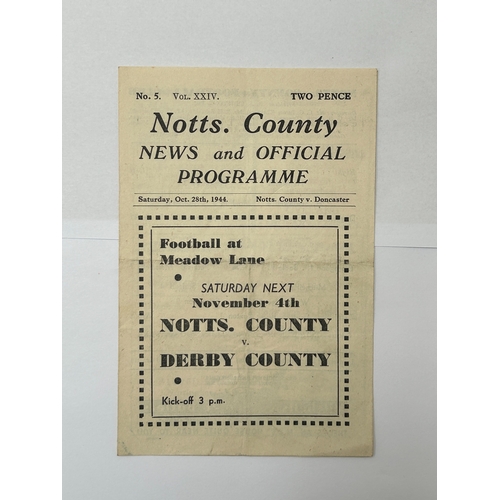 No. 5. Vol. XXIV. TWO PENCE
Notts. County
NEWS and OFFICIAL
PROGRAMME
Saturday, Oct. 28th, 1944. Notts. County v. Doncaster
Football at
Meadow Lane
SATURDAY NEXT
November 4th
NOTTS. COUNTY
v.
DERBY COUNTY
Kick-off 3 p.m.